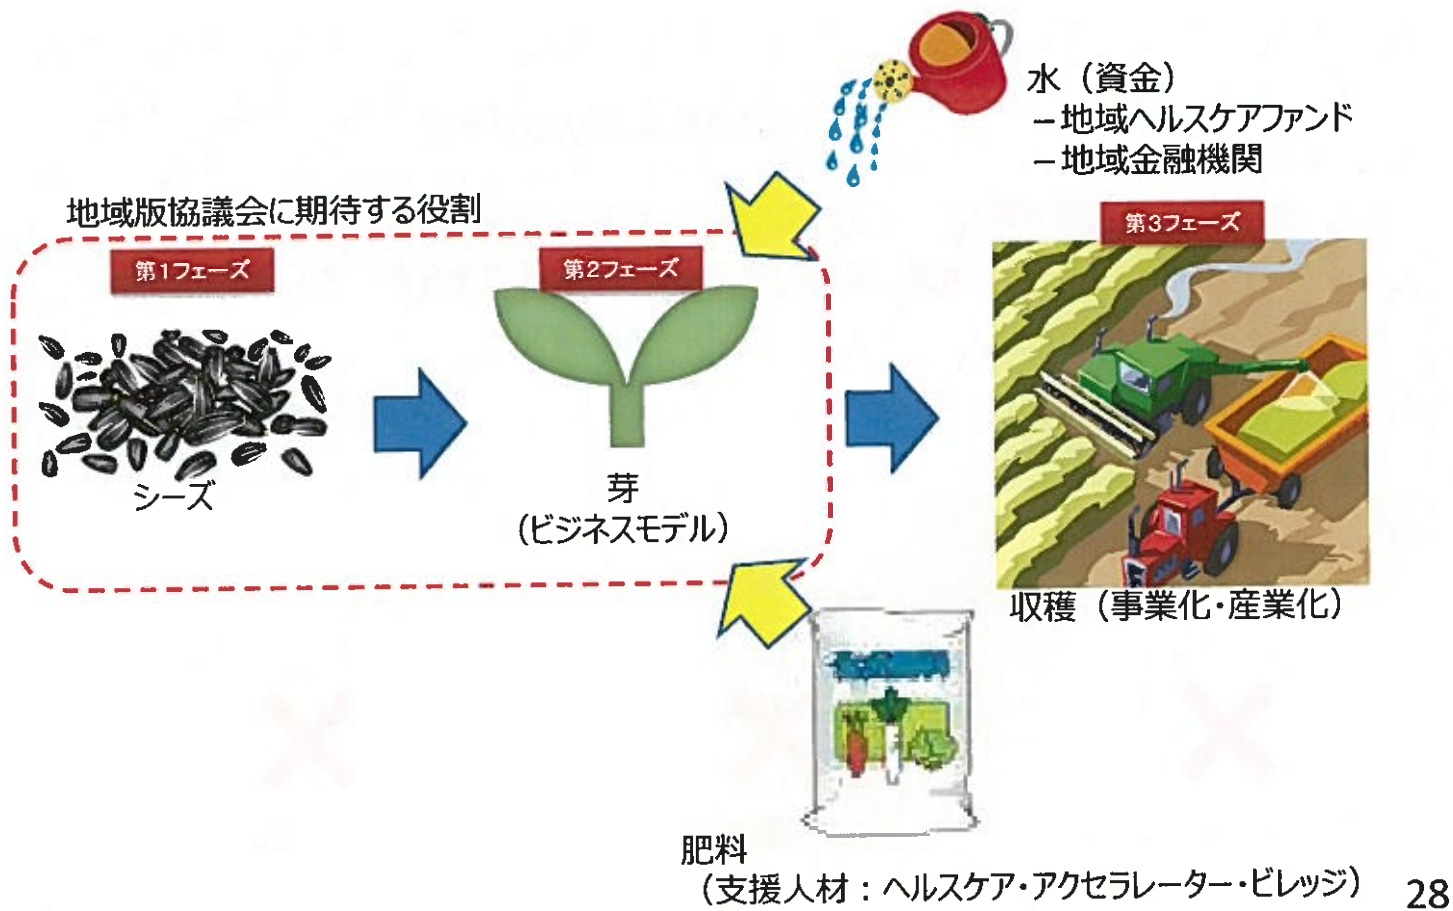 水（資金）
－地域ヘルスケアファンド
－地域金融機関
地域版協議会に期待する役割
第1フェーズ
第2フェーズ
第3フェーズ
シーズ
芽
（ビジネスモデル）
収穫（事業化・産業化）
肥料
（支援人材：ヘルスケア・アクセラレーター・ビレッジ）
28